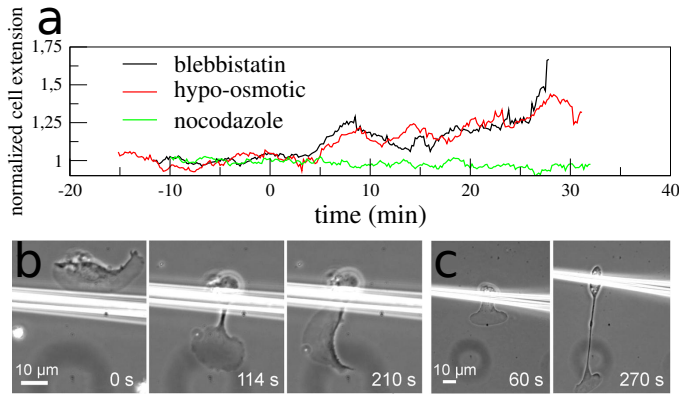 a
normalized cell extension
1,75
1,5
1,25
1
blebbistatin
hypo-osmotic
nocodazole
-20
-10
0
10
20
30
40
time (min)
b
10 µm
0 s
114 s
210 s
c
10 µm
60 s
270 s